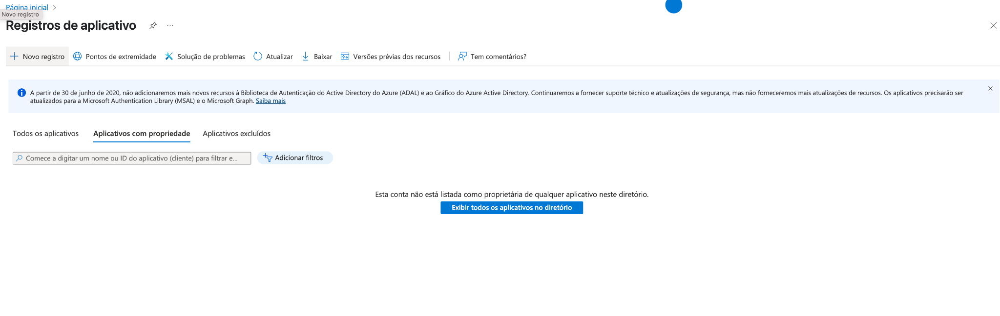 Página inicial
Novo registro
Registros de aplicativo
Novo registro Pontos de extremidade Solução de problemas Atualizar Baixar Versões prévias dos recursos Tem comentários?
A partir de 30 de junho de 2020, não adicionaremos mais novos recursos à Biblioteca de Autenticação do Active Directory do Azure (ADAL) e ao Gráfico do Azure Active Directory. Continuaremos a fornecer suporte técnico e atualizações de segurança, mas não forneceremos mais atualizações de recursos. Os aplicativos precisarão ser
atualizados para a Microsoft Authentication Library (MSAL) e o Microsoft Graph. Saiba mais
Todos os aplicativos Aplicativos com propriedade Aplicativos excluídos
Comece a digitar um nome ou ID do aplicativo (cliente) para filtrar e... Adicionar filtros
Esta conta não está listada como proprietária de qualquer aplicativo neste diretório.
Exibir todos os aplicativos no diretório